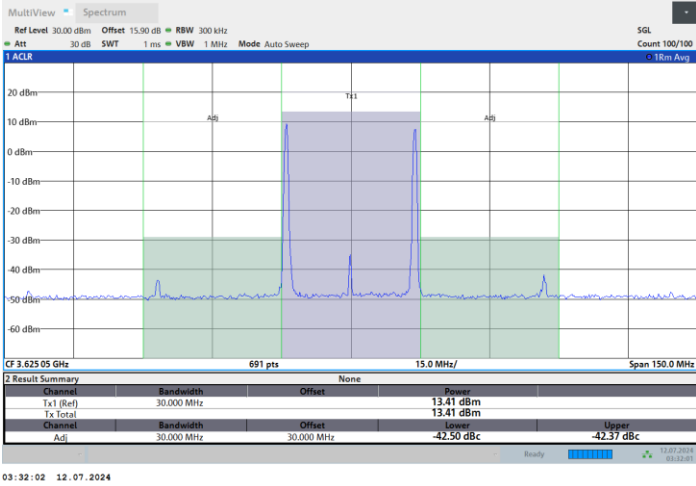 MultiView Spectrum
Ref Level 30.00 dBm Offset 15.90 dB RBW 300 kHz SGL
Att 30 dB SWT 1 ms VBW 1 MHz Mode Auto Sweep Count 100/100
1 ACLR 1Rm Avg
20 dBm
Tx1
10 dBm
Adj Adj
0 dBm
-10 dBm
-20 dBm
-30 dBm
-40 dBm
-50 dBm
-60 dBm
CF 3.625 05 GHz 691 pts 15.0 MHz/ Span 150.0 MHz
2 Result Summary None
Channel Bandwidth Offset Power
Tx1 (Ref) 30.000 MHz 13.41 dBm
Tx Total 13.41 dBm
Channel Bandwidth Offset Lower Upper
Adj 30.000 MHz 30.000 MHz -42.50 dBc -42.37 dBc
Ready 12.07.2024
03:32:01
03:32:02 12.07.2024